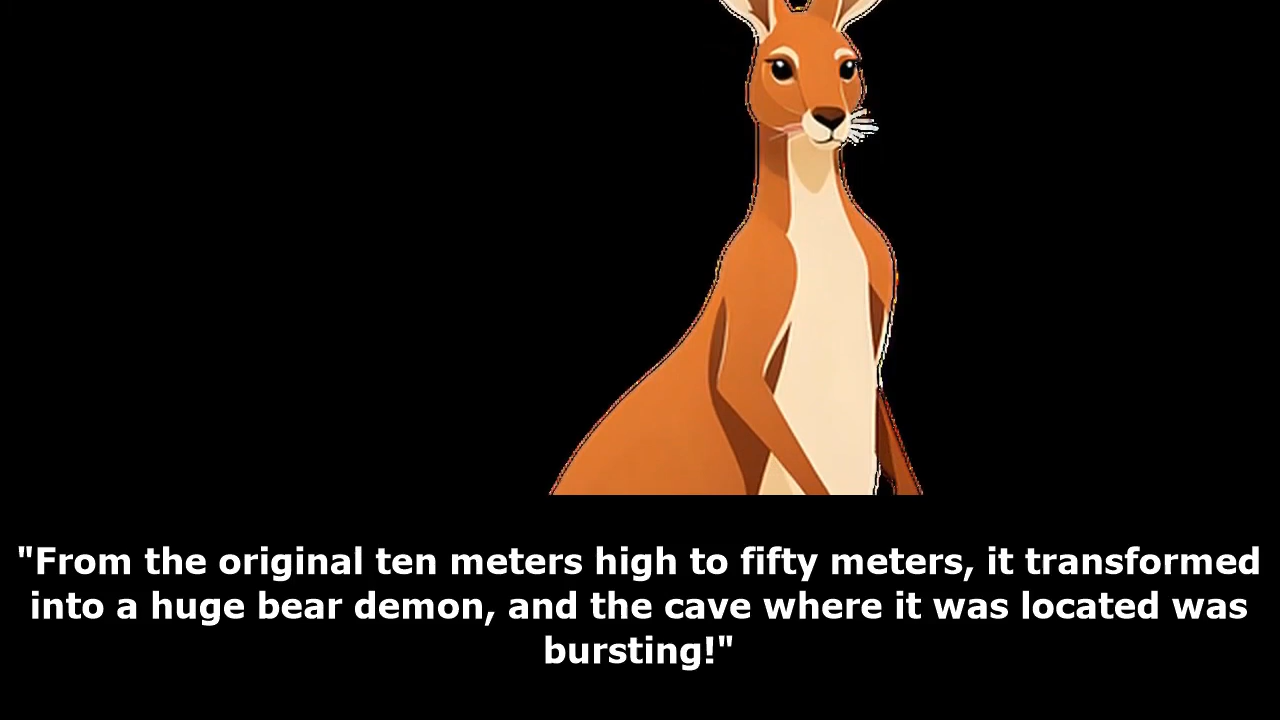 "From the original ten meters high to fifty meters, it transformed
into a huge bear demon, and the cave where it was located was
bursting!"